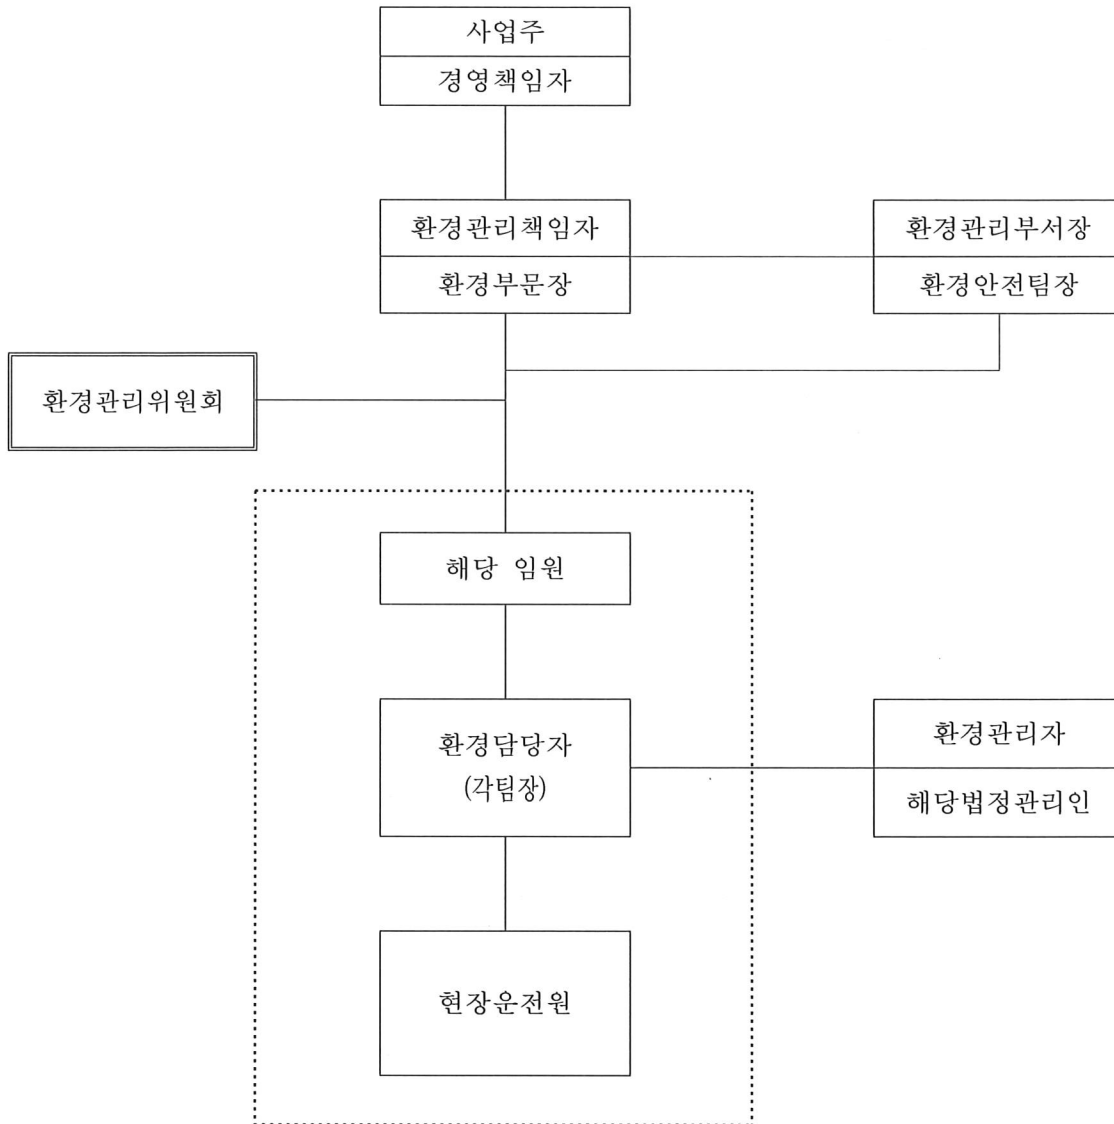 사업주
경영책임자
환경관리책임자
환경부문장
환경관리부서장
환경안전팀장
환경관리위원회
해당 임원
환경담당자
(각팀장)
환경관리자
해당법정관리인
현장운전원